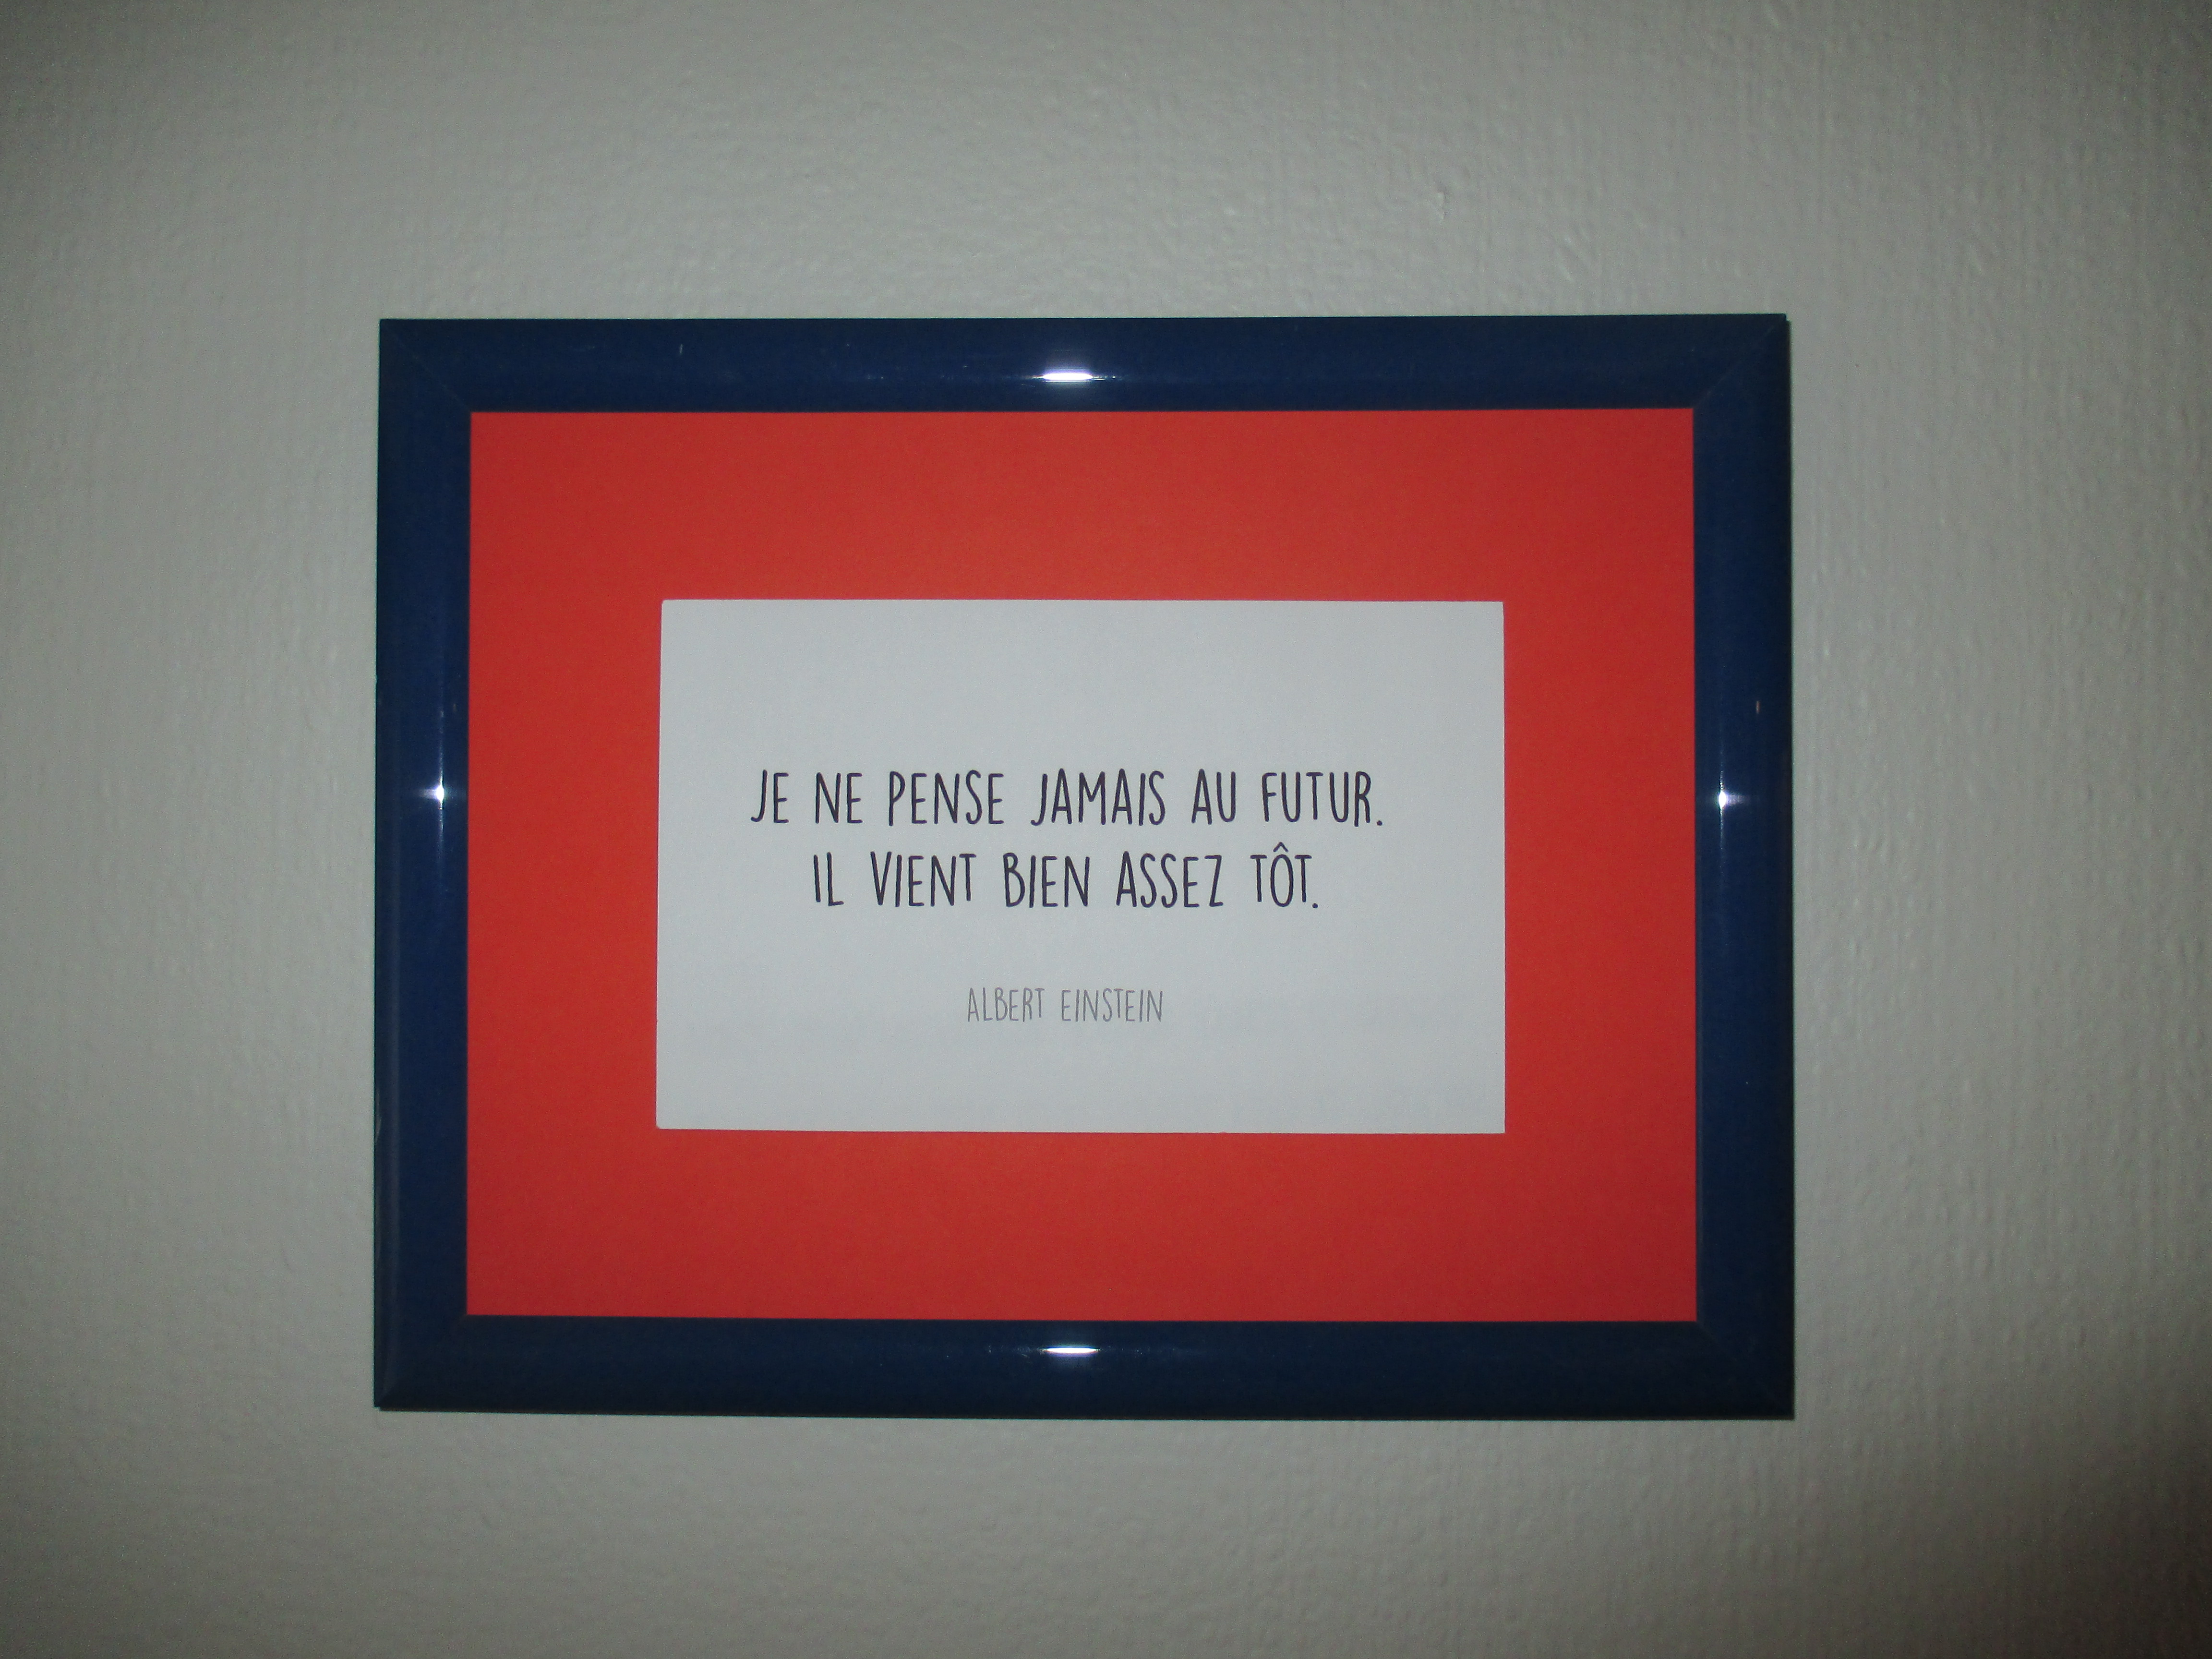 JE NE PENSE JAMAIS AU FUTUR.
IL VIENT BIEN ASSEZ TÔT.
ALBERT EINSTEIN